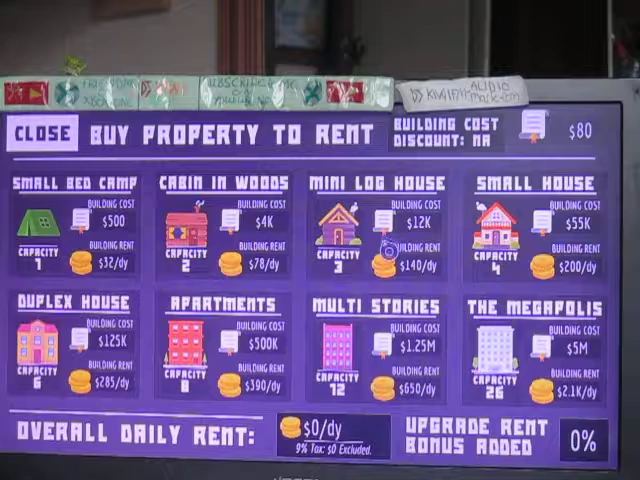 CLOSE
BUY PROPERTY TO RENT
BUILDING COST
DISCOUNT: NA
$80
SMALL BED CAMP
BUILDING COST
$500
BUILDING RENT
$32/dy
CAPACITY
1
CABIN IN WOODS
BUILDING COST
$4K
BUILDING RENT
$78/dy
CAPACITY
2
MINI LOG HOUSE
BUILDING COST
$12K
BUILDING RENT
$140/dy
CAPACITY
3
SMALL HOUSE
BUILDING COST
$55K
BUILDING RENT
$200/dy
CAPACITY
4
DUPLEX HOUSE
BUILDING COST
$125K
BUILDING RENT
$285/dy
CAPACITY
6
APARTMENTS
BUILDING COST
$500K
BUILDING RENT
$390/dy
CAPACITY
8
MULTI STORIES
BUILDING COST
$1.25M
BUILDING RENT
$650/dy
CAPACITY
12
THE MEGAPOLIS
BUILDING COST
$5M
BUILDING RENT
$2.1K/dy
CAPACITY
26
OVERALL DAILY RENT:
$0/dy
9% Tax: $0 Excluded.
UPGRADE RENT
BONUS ADDED
0%